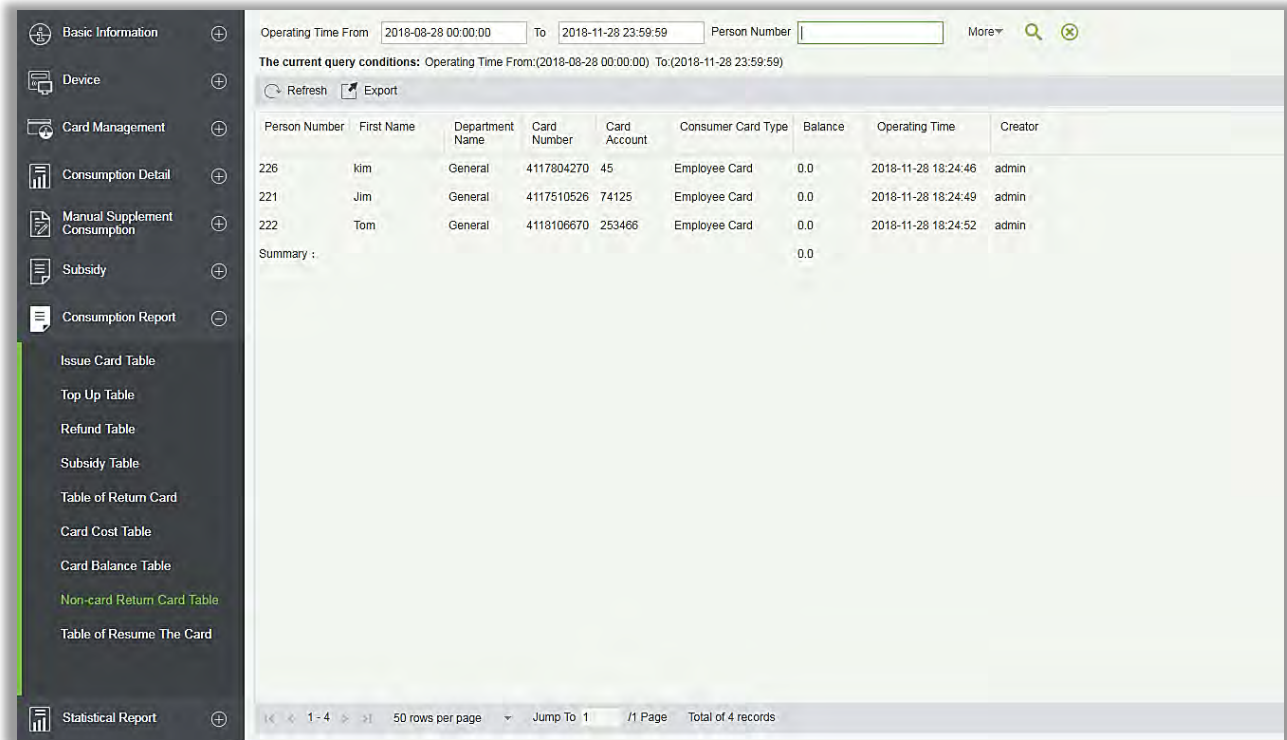 Basic Information
Device
Card Management
Consumption Detail
Manual Supplement
Consumption
Subsidy
Consumption Report
Issue Card Table
Top Up Table
Refund Table
Subsidy Table
Table of Return Card
Card Cost Table
Card Balance Table
Non-card Return Card Table
Table of Resume The Card
Statistical Report
Operating Time From 2018-08-28 00:00:00 To 2018-11-28 23:59:59 Person Number More
The current query conditions: Operating Time From:(2018-08-28 00:00:00) To:(2018-11-28 23:59:59)
Refresh Export
Person Number First Name Department Name Card Number Card Account Consumer Card Type Balance Operating Time Creator
226 kim General 4117804270 45 Employee Card 0.0 2018-11-28 18:24:46 admin
221 Jim General 4117510526 74125 Employee Card 0.0 2018-11-28 18:24:49 admin
222 Tom General 4118106670 253466 Employee Card 0.0 2018-11-28 18:24:52 admin
Summary : 0.0
1-4 50 rows per page Jump To 1 /1 Page Total of 4 records